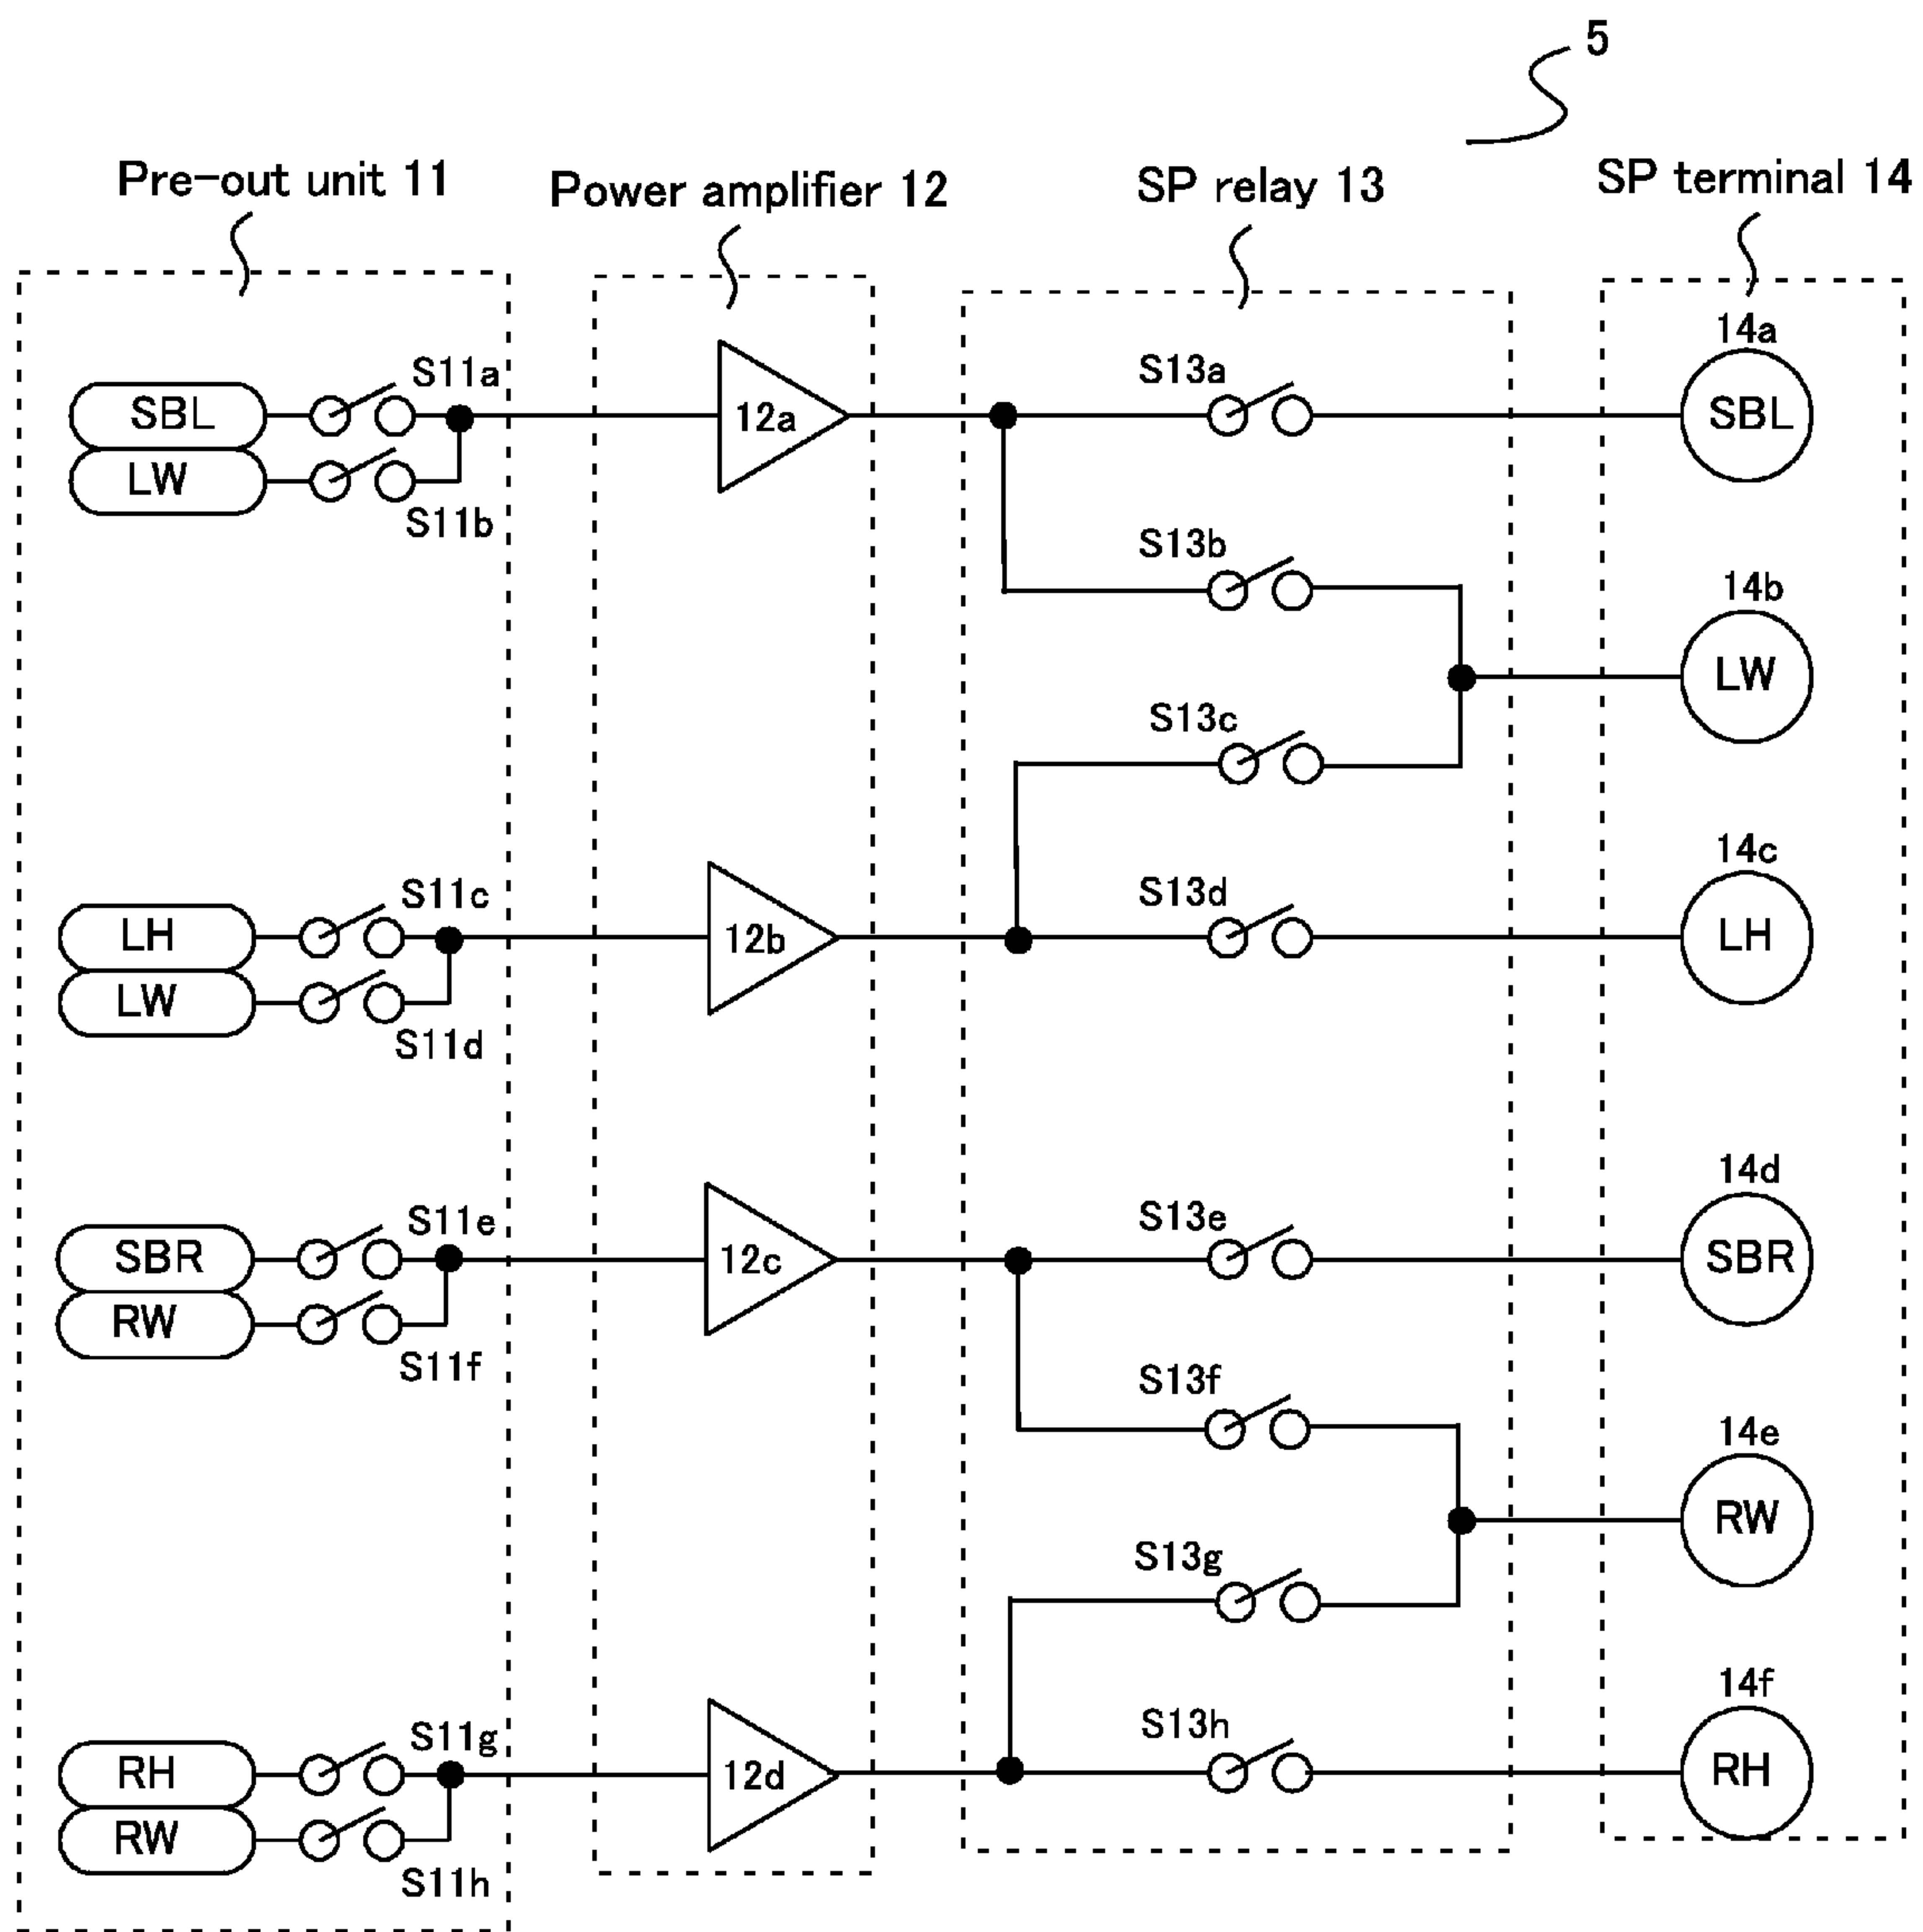 5
Pre-out unit 11
Power amplifier 12
SP relay 13
SP terminal 14
SBL
S11a
LW
S11b
12a
S13a
14a
SBL
S13b
14b
LW
S13c
LH
S11c
LW
S11d
12b
S13d
14c
LH
SBR
S11e
RW
S11f
12c
S13e
14d
SBR
S13f
14e
RW
S13g
RH
S11g
RW
S11h
12d
S13h
14f
RH